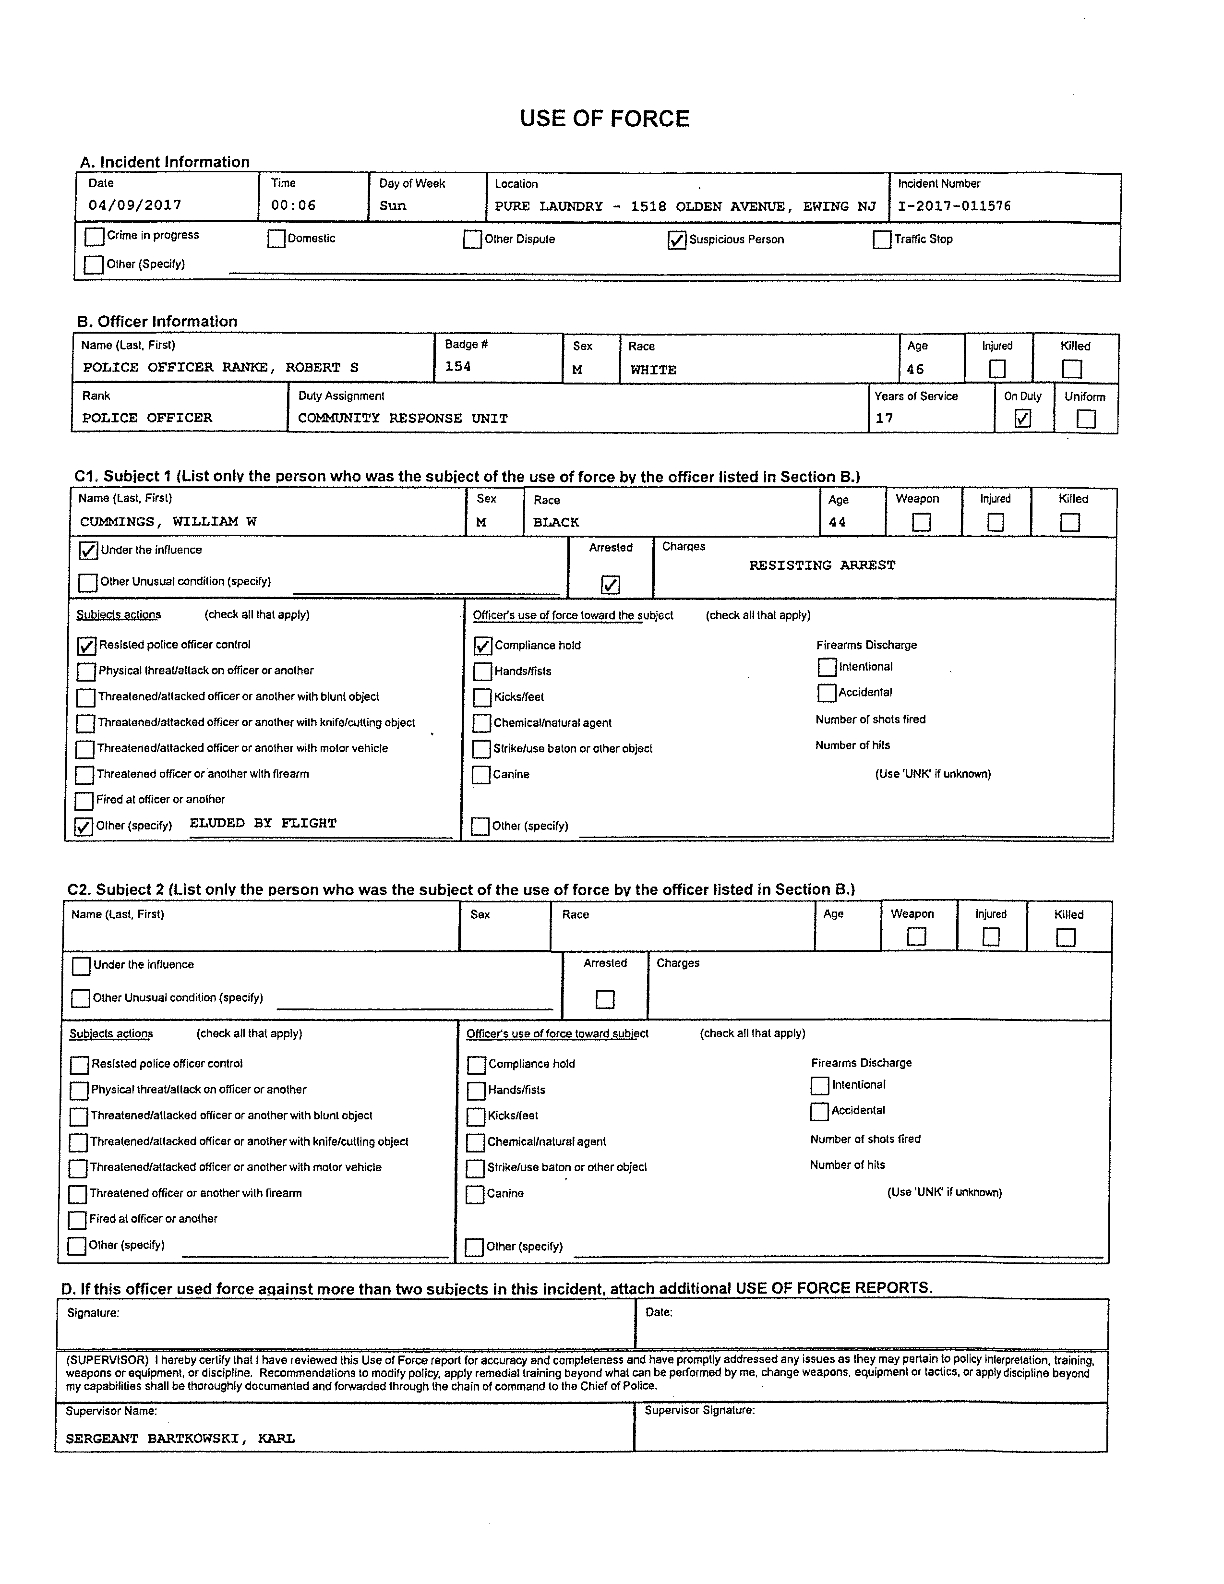 USE OF FORCE
A. Incident Information
Date Time Day of Week Location Incident Number
04/09/2017 00:06 Sun PURE LAUNDRY - 1518 OLDEN AVENUE, EWING NJ I-2017-011576
Crime in progress Domestic Other Dispute Suspicious Person Traffic Stop
Other (Specify)
B. Officer Information
Name (Last, First) Badge # Sex Race Age Injured Killed
POLICE OFFICER RANKE, ROBERT S 154 M WHITE 46
Rank Duty Assignment Years of Service On Duty Uniform
POLICE OFFICER COMMUNITY RESPONSE UNIT 17
C1. Subject 1 (List only the person who was the subject of the use of force by the officer listed in Section B.)
Name (Last, First) Sex Race Age Weapon Injured Killed
CUMMINGS, WILLIAM W M BLACK 44
Under the influence Arrested Charges
RESISTING ARREST
Other Unusual condition (specify)
Subjects actions (check all that apply) Officer's use of force toward the subject (check all that apply)
Resisted police officer control Compliance hold Firearms Discharge
Physical threat/attack on officer or another Hands/fists Intentional
Threatened/attacked officer or another with blunt object Kicks/feet Accidental
Threatened/attacked officer or another with knife/cutting object Chemical/natural agent Number of shots fired
Threatened/attacked officer or another with motor vehicle Strike/use baton or other object Number of hits
Threatened officer or another with firearm Canine (Use 'UNK' if unknown)
Fired at officer or another
Other (specify) ELUDED BY FLIGHT Other (specify)
C2. Subject 2 (List only the person who was the subject of the use of force by the officer listed in Section B.)
Name (Last, First) Sex Race Age Weapon Injured Killed
Under the influence Arrested Charges
Other Unusual condition (specify)
Subjects actions (check all that apply) Officer's use of force toward subject (check all that apply)
Resisted police officer control Compliance hold Firearms Discharge
Physical threat/attack on officer or another Hands/fists Intentional
Threatened/attacked officer or another with blunt object Kicks/feet Accidental
Threatened/attacked officer or another with knife/cutting object Chemical/natural agent Number of shots fired
Threatened/attacked officer or another with motor vehicle Strike/use baton or other object Number of hits
Threatened officer or another with firearm Canine (Use 'UNK' if unknown)
Fired at officer or another
Other (specify) Other (specify)
D. If this officer used force against more than two subjects in this incident, attach additional USE OF FORCE REPORTS.
Signature: Date:
(SUPERVISOR) I hereby certify that I have reviewed this Use of Force report for accuracy and completeness and have promptly addressed any issues as they may pertain to policy interpretation, training,
weapons or equipment, or discipline. Recommendations to modify policy, apply remedial training beyond what can be performed by me, change weapons, equipment or tactics, or apply discipline beyond
my capabilities shall be thoroughly documented and forwarded through the chain of command to the Chief of Police.
Supervisor Name: Supervisor Signature:
SERGEANT BARTKOWSKI, KARL